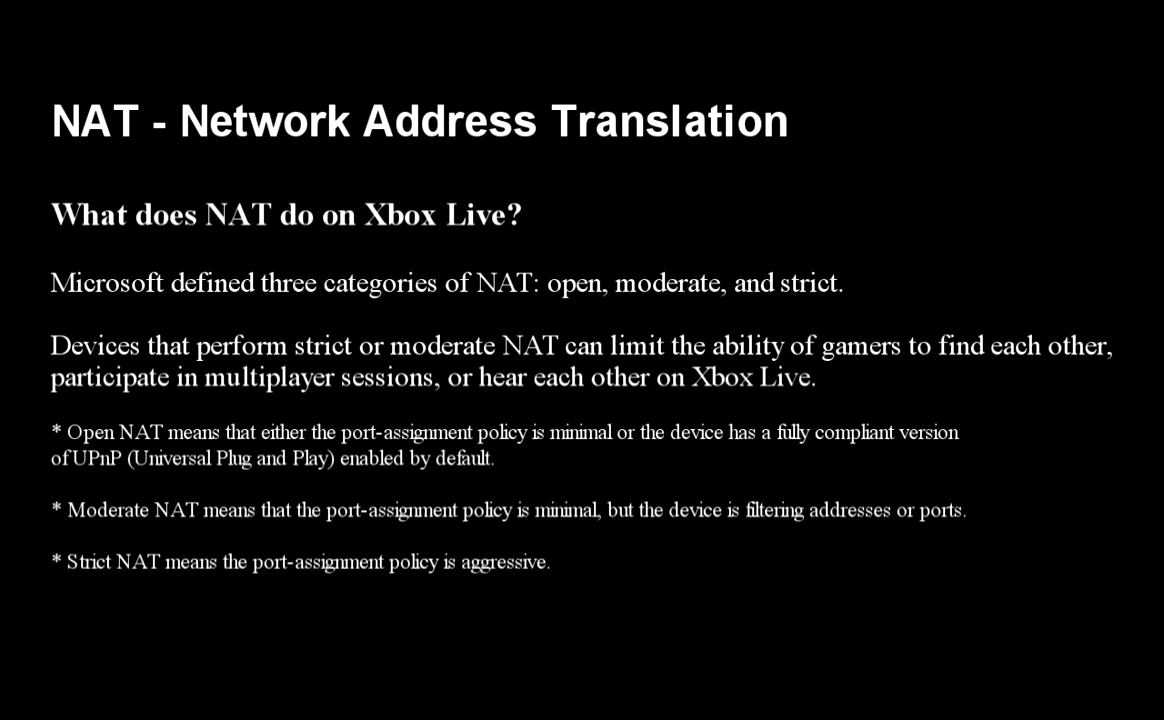 NAT - Network Address Translation
What does NAT do on Xbox Live?
Microsoft defined three categories of NAT: open, moderate, and strict.
Devices that perform strict or moderate NAT can limit the ability of gamers to find each other,
participate in multiplayer sessions, or hear each other on Xbox Live.
* Open NAT means that either the port-assignment policy is minimal or the device has a fully compliant version
of UPnP (Universal Plug and Play) enabled by default.
* Moderate NAT means that the port-assignment policy is minimal, but the device is filtering addresses or ports.
* Strict NAT means the port-assignment policy is aggressive.